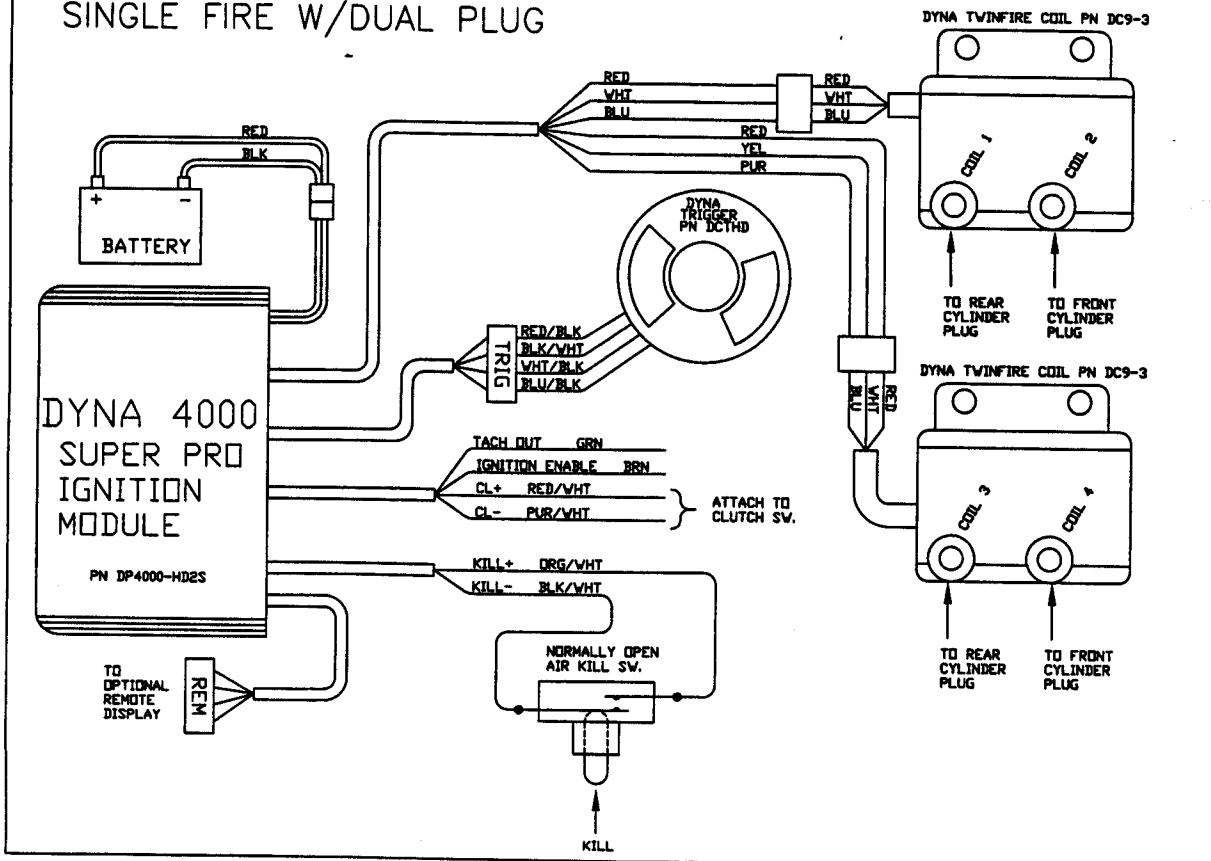 SINGLE FIRE W/DUAL PLUG
DYNA TWINFIRE COIL PN DC9-3
RED
WHT
BLU
RED
YEL
PUR
RED
WHT
BLU
COIL 1
COIL 2
TO REAR
CYLINDER
PLUG
TO FRONT
CYLINDER
PLUG
RED
BLK
+
-
BATTERY
DYNA
TRIGGER
PN DCTHD
TRIG
RED/BLK
BLK/WHT
WHT/BLK
BLU/BLK
DYNA TWINFIRE COIL PN DC9-3
BLU
WHT
RED
COIL 3
COIL 4
TO REAR
CYLINDER
PLUG
TO FRONT
CYLINDER
PLUG
DYNA 4000
SUPER PRO
IGNITION
MODULE
PN DP4000-HD2S
TACH OUT GRN
IGNITION ENABLE BRN
CL+ RED/WHT
CL- PUR/WHT
ATTACH TO
CLUTCH SW.
KILL+ ORG/WHT
KILL- BLK/WHT
NORMALLY OPEN
AIR KILL SW.
KILL
TO
OPTIONAL
REMOTE
DISPLAY
REM